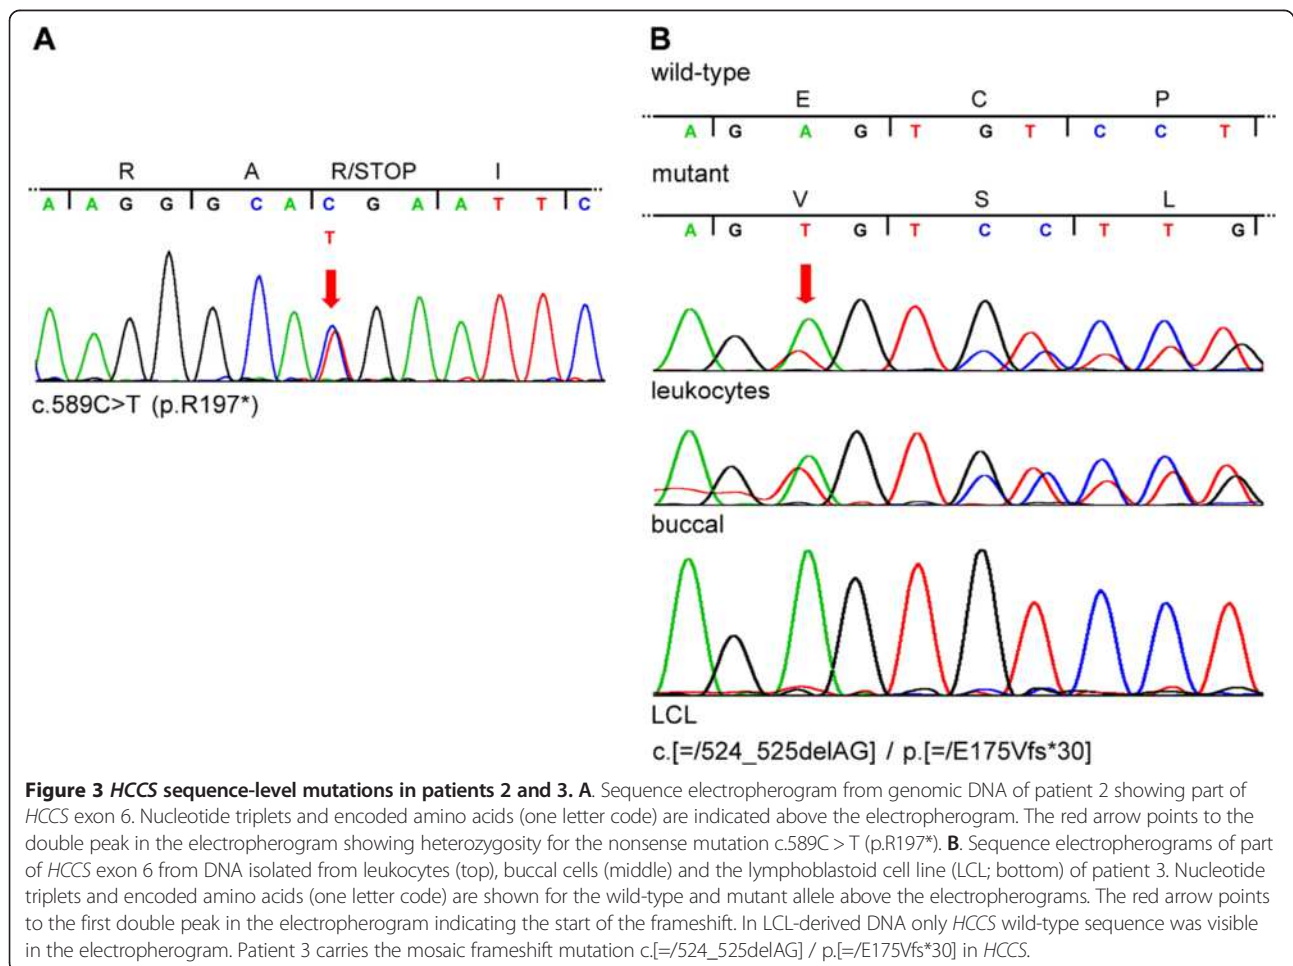 A
R A R/STOP I
A A G G G C A C G A A T T C
T
c.589C>T (p.R197*)
B
wild-type
E C P
A G A G T G T C C T
mutant
V S L
A G T G T C C T T G
leukocytes
buccal
LCL
c.[=/524_525delAG] / p.[=/E175Vfs*30]
Figure 3 HCCS sequence-level mutations in patients 2 and 3. A. Sequence electropherogram from genomic DNA of patient 2 showing part of
HCCS exon 6. Nucleotide triplets and encoded amino acids (one letter code) are indicated above the electropherogram. The red arrow points to the
double peak in the electropherogram showing heterozygosity for the nonsense mutation c.589C > T (p.R197*). B. Sequence electropherograms of part
of HCCS exon 6 from DNA isolated from leukocytes (top), buccal cells (middle) and the lymphoblastoid cell line (LCL; bottom) of patient 3. Nucleotide
triplets and encoded amino acids (one letter code) are shown for the wild-type and mutant allele above the electropherograms. The red arrow points
to the first double peak in the electropherogram indicating the start of the frameshift. In LCL-derived DNA only HCCS wild-type sequence was visible
in the electropherogram. Patient 3 carries the mosaic frameshift mutation c.[=/524_525delAG] / p.[=/E175Vfs*30] in HCCS.